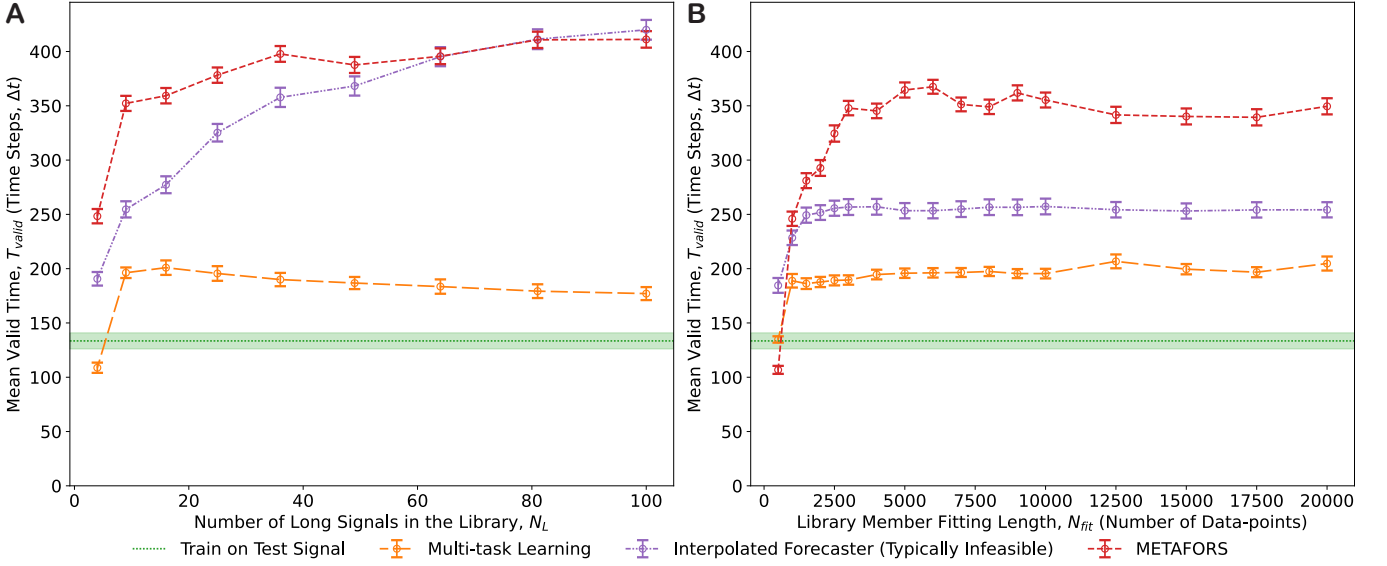 A
B
Mean Valid Time, T_valid (Time Steps, Δt)
400
350
300
250
200
150
100
50
0
0 20 40 60 80 100
Number of Long Signals in the Library, N_L
Mean Valid Time, T_valid (Time Steps, Δt)
400
350
300
250
200
150
100
50
0
0 2500 5000 7500 10000 12500 15000 17500 20000
Library Member Fitting Length, N_fit (Number of Data-points)
Train on Test Signal Multi-task Learning Interpolated Forecaster (Typically Infeasible) METAFORS